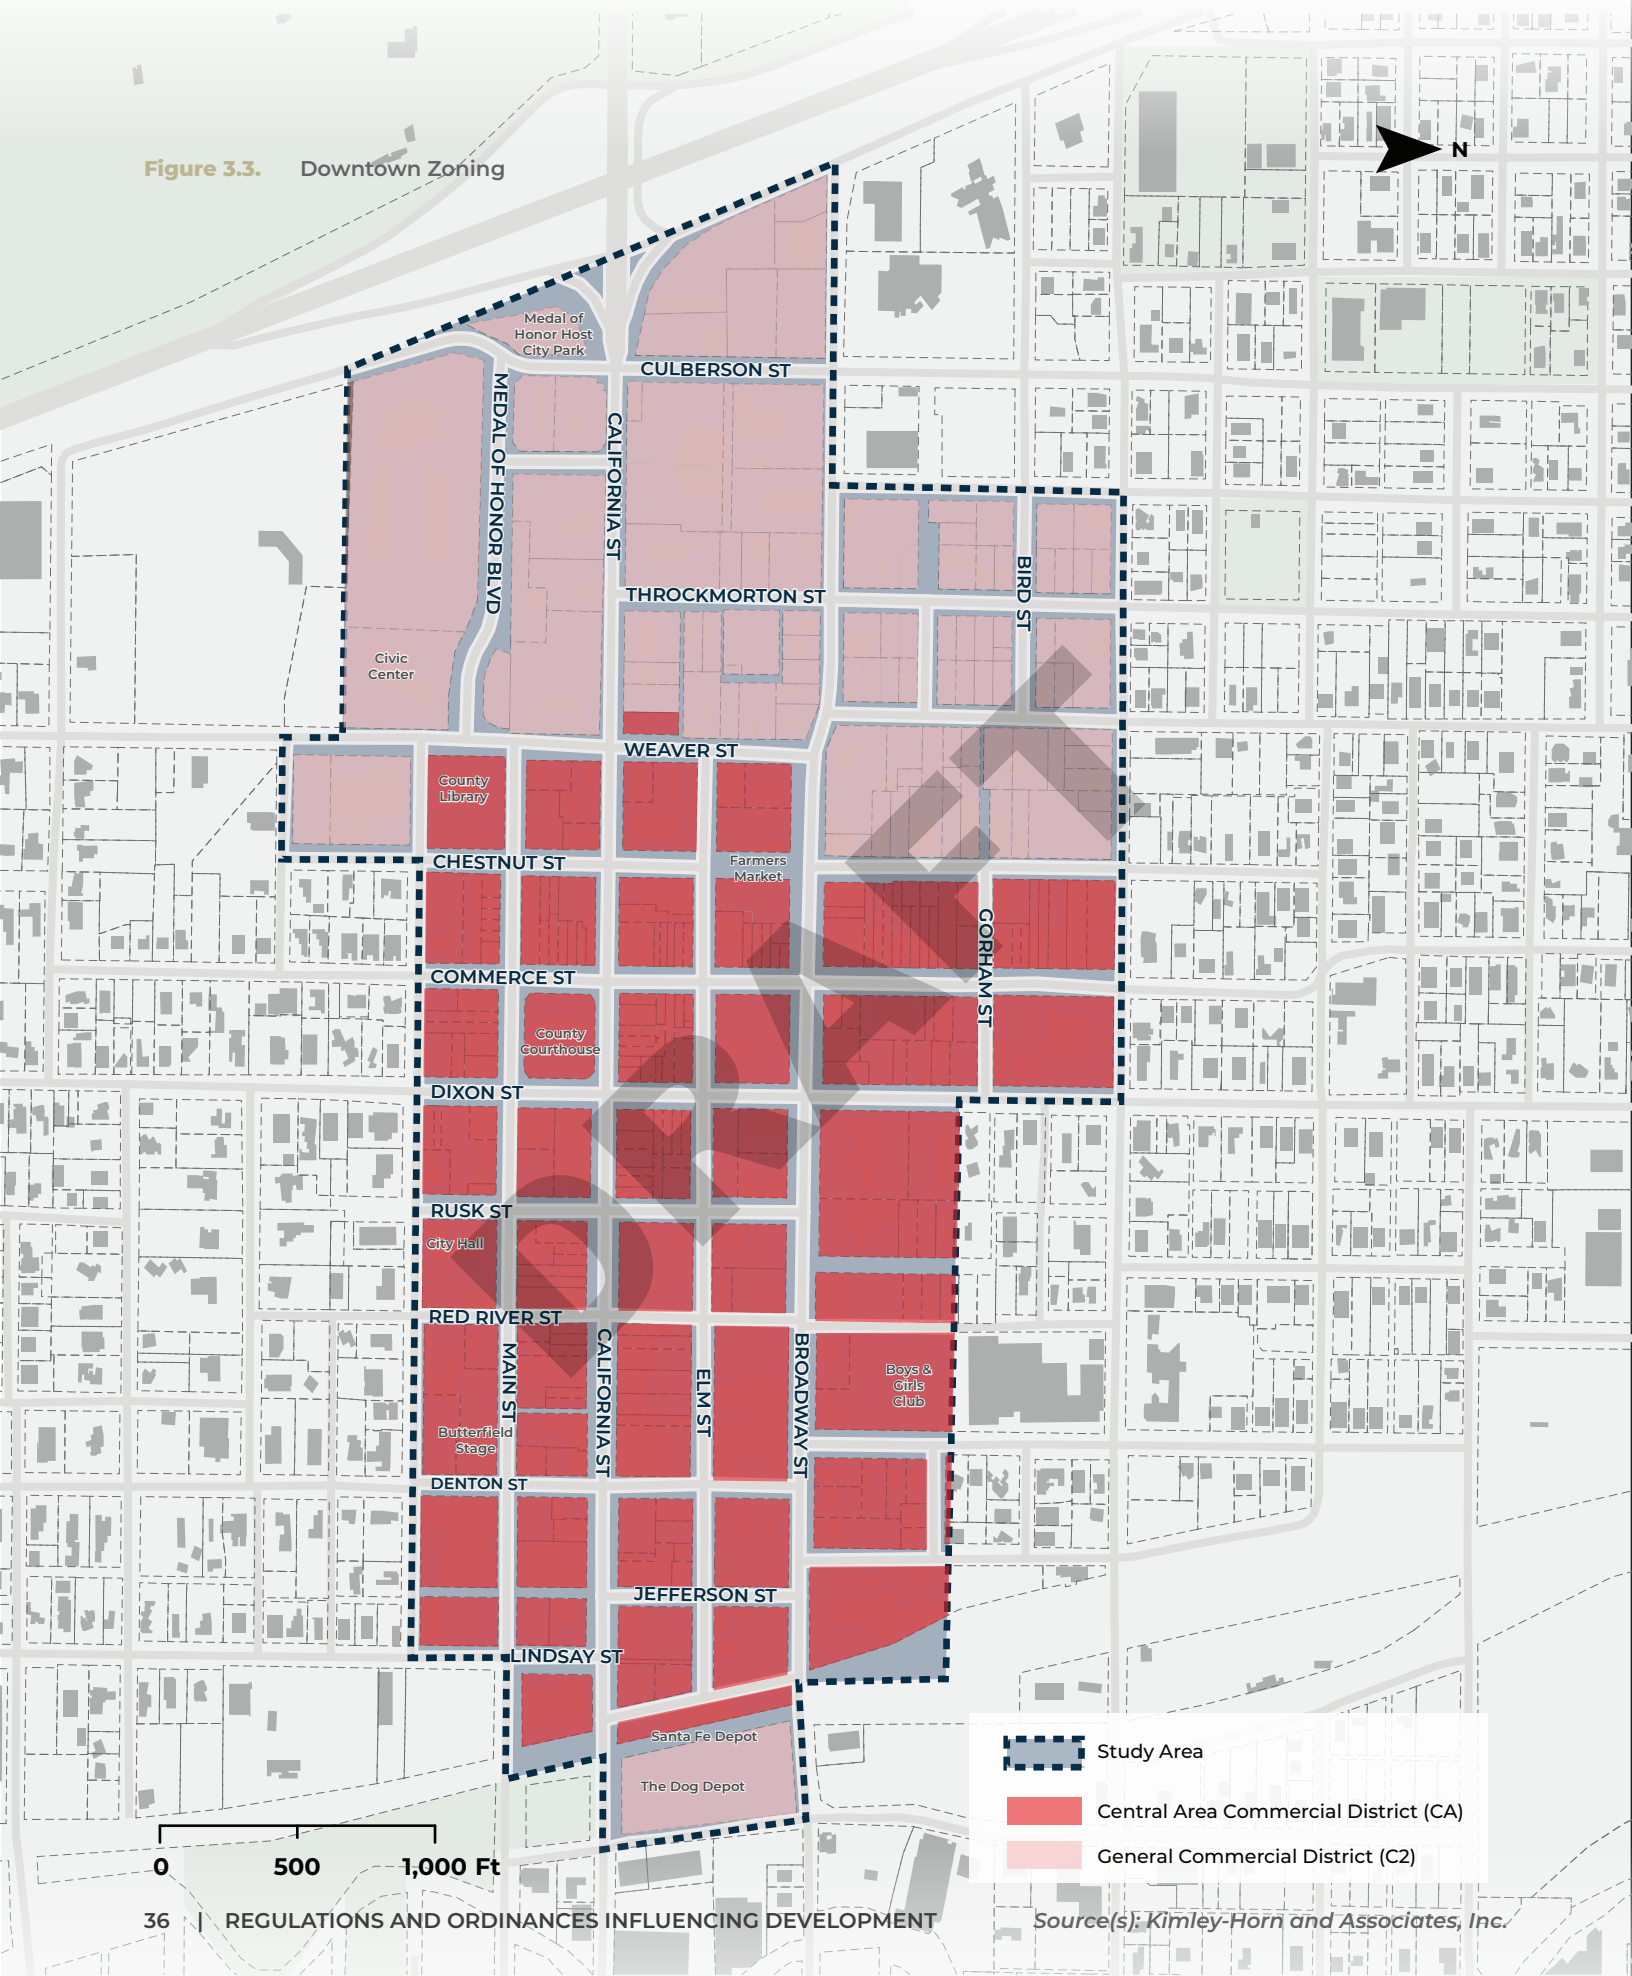 N
Figure 3.3. Downtown Zoning
Medal of
Honor Host
City Park
CULBERSON ST
MEDAL OF HONOR BLVD
CALIFORNIA ST
BIRD ST
THROCKMORTON ST
Civic
Center
WEAVER ST
County
Library
CHESTNUT ST
Farmers
Market
GORHAM ST
COMMERCE ST
County
Courthouse
DIXON ST
DRAFT
RUSK ST
City Hall
RED RIVER ST
MAIN ST
CALIFORNIA ST
ELM ST
BROADWAY ST
Boys &
Girls
Club
Butterfield
Stage
DENTON ST
JEFFERSON ST
LINDSAY ST
Santa Fe Depot
The Dog Depot
Study Area
Central Area Commercial District (CA)
General Commercial District (C2)
0 500 1,000 Ft
36 | REGULATIONS AND ORDINANCES INFLUENCING DEVELOPMENT
Source(s): Kimley-Horn and Associates, Inc.